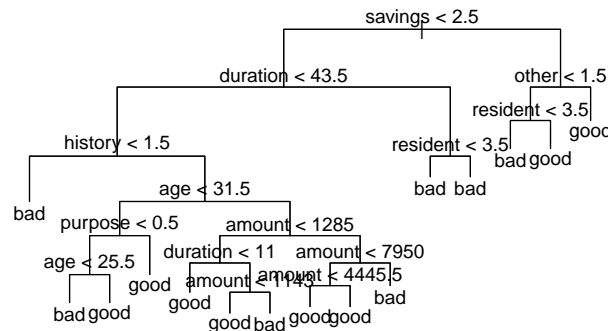 savings < 2.5
duration < 43.5
other < 1.5
resident < 3.5
good
history < 1.5
resident < 3.5
bad
good
bad
bad
age < 31.5
bad
purpose < 0.5
amount < 1285
duration < 11
amount < 7950
age < 25.5
good
amount < 1143
amount < 4445.5
bad
good
bad
good
good
bad
good
good